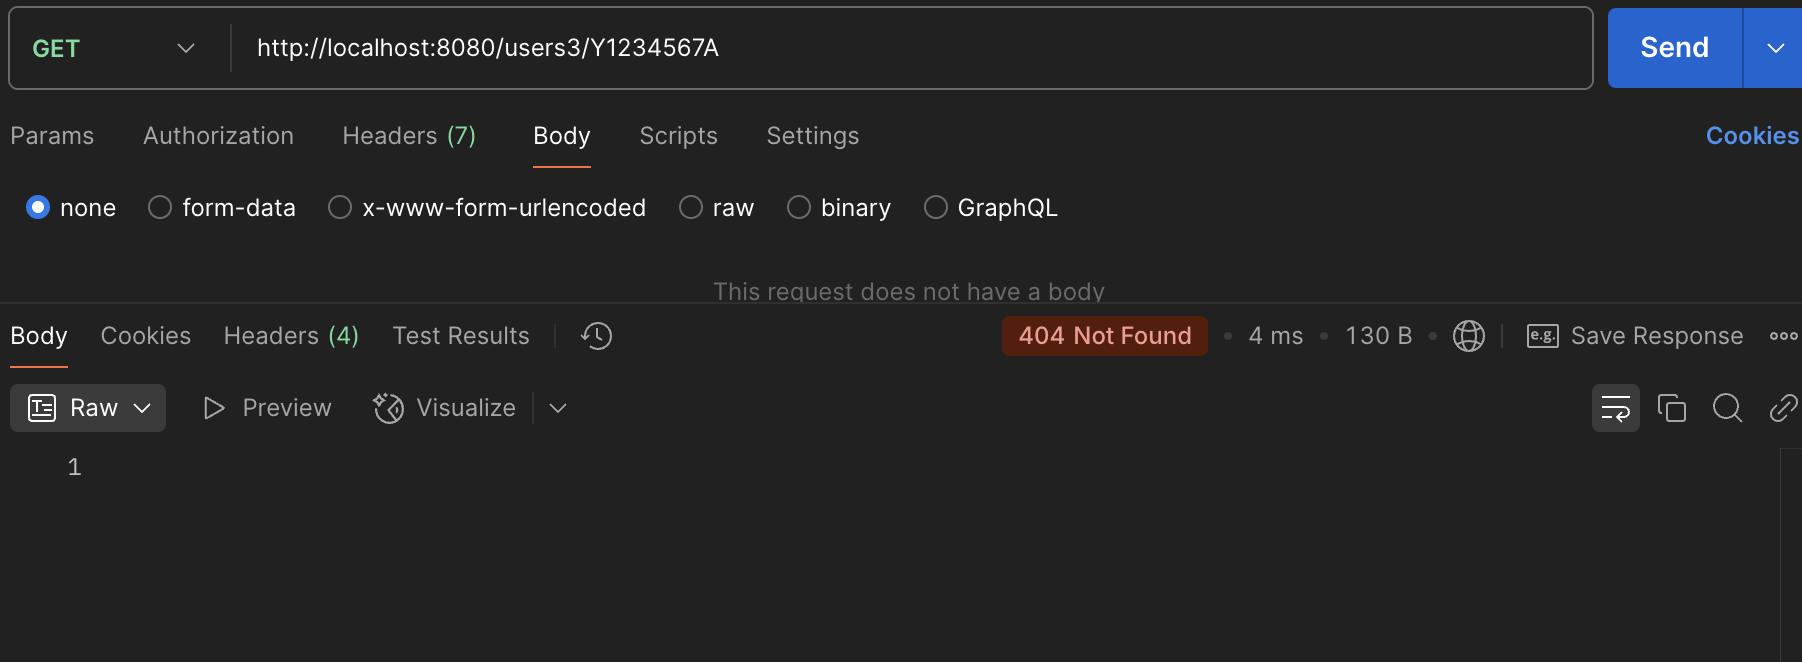 GET http://localhost:8080/users3/Y1234567A Send
Params Authorization Headers (7) Body Scripts Settings Cookies
none form-data x-www-form-urlencoded raw binary GraphQL
This request does not have a body
Body Cookies Headers (4) Test Results 404 Not Found • 4 ms • 130 B • e.g. Save Response
Raw Preview Visualize
1